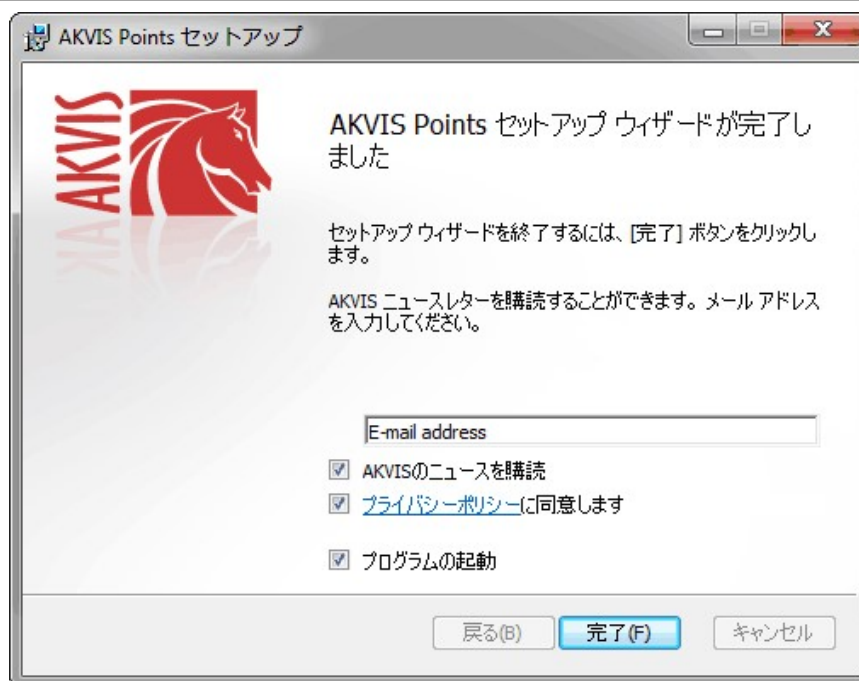 AKVIS Points セットアップ
AKVIS
AKVIS Points セットアップ ウィザードが完了し
ました
セットアップ ウィザードを終了するには、[完了] ボタンをクリックし
ます。
AKVIS ニュースレターを購読することができます。メール アドレス
を入力してください。
E-mail address
AKVISのニュースを購読
プライバシーポリシーに同意します
プログラムの起動
戻る(B)
完了(F)
キャンセル